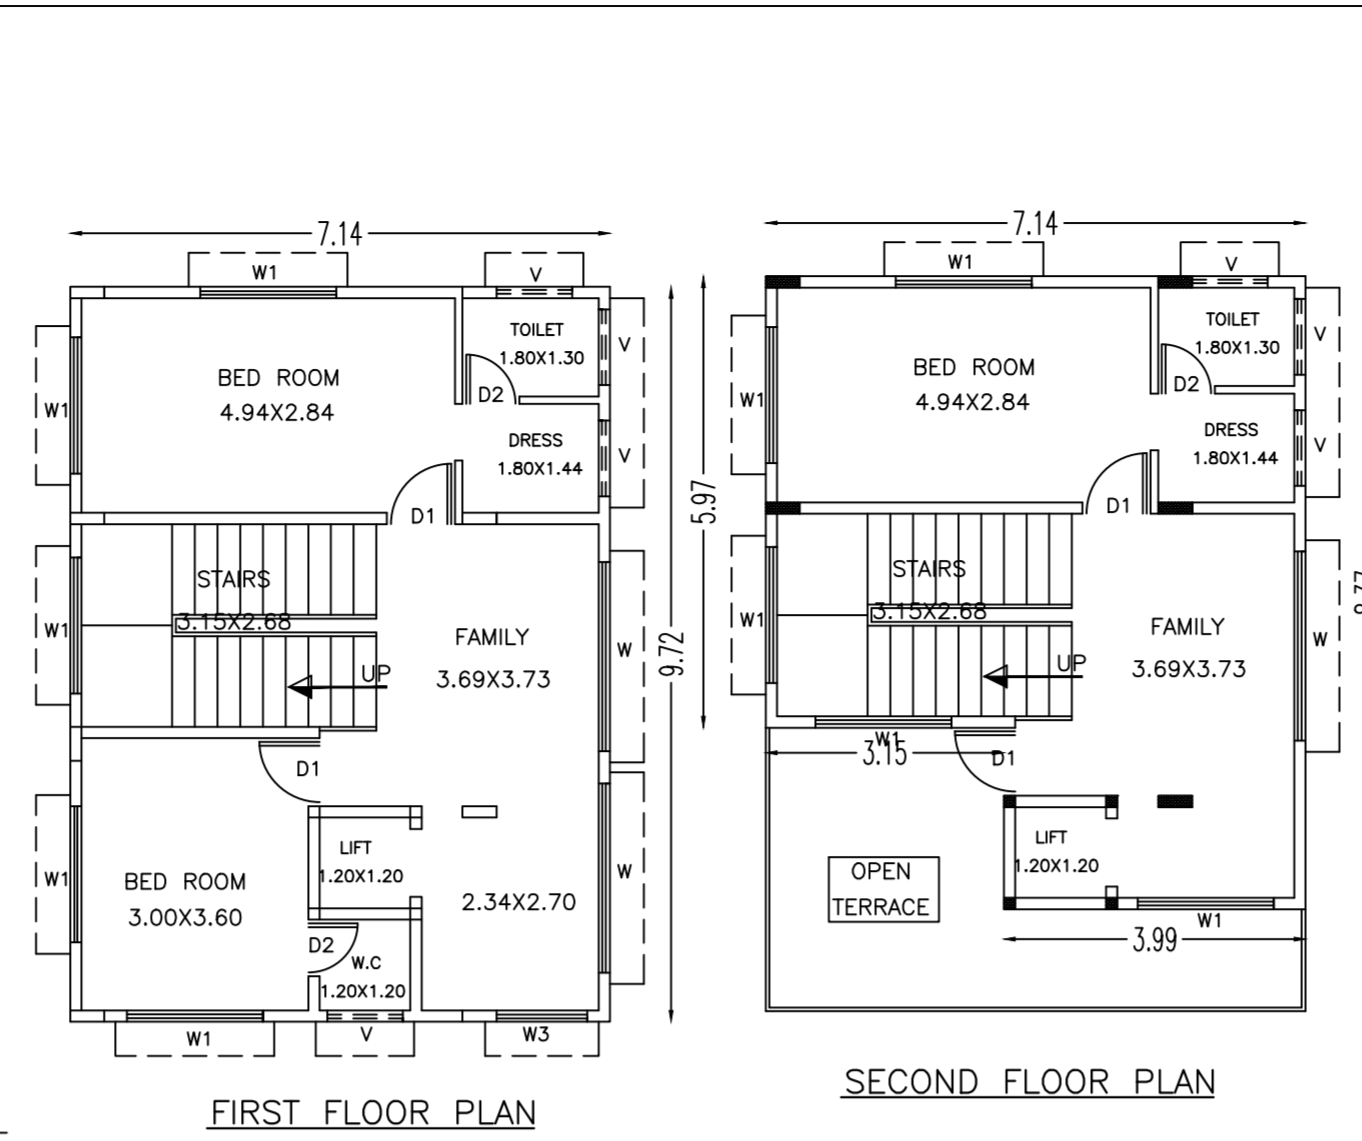 7.14
W1
V
TOILET
1.80X1.30
V
BED ROOM
4.94X2.84
D2
W1
DRESS
1.80X1.44
V
D1
STAIRS
3.15X2.68
W1
FAMILY
3.69X3.73
W
UP
9.72
D1
LIFT
1.20X1.20
W1
BED ROOM
3.00X3.60
2.34X2.70
W
D2
W.C
1.20X1.20
W1
V
W3
FIRST FLOOR PLAN
7.14
W1
V
TOILET
1.80X1.30
V
BED ROOM
4.94X2.84
D2
W1
DRESS
1.80X1.44
V
5.97
D1
STAIRS
3.15X2.68
W1
FAMILY
3.69X3.73
W
UP
W1
3.15
D1
LIFT
1.20X1.20
OPEN
TERRACE
W1
3.99
SECOND FLOOR PLAN